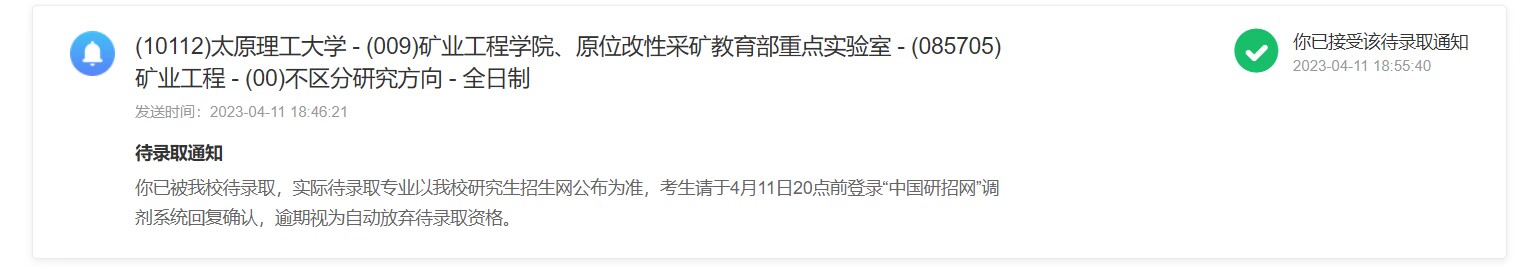 (10112)太原理工大学 - (009)矿业工程学院、原位改性采矿教育部重点实验室 - (085705)
矿业工程 - (00)不区分研究方向 - 全日制
发送时间：2023-04-11 18:46:21
待录取通知
你已被我校待录取，实际待录取专业以我校研究生招生网公布为准，考生请于4月11日20点前登录“中国研招网”调
剂系统回复确认，逾期视为自动放弃待录取资格。
你已接受该待录取通知
2023-04-11 18:55:40